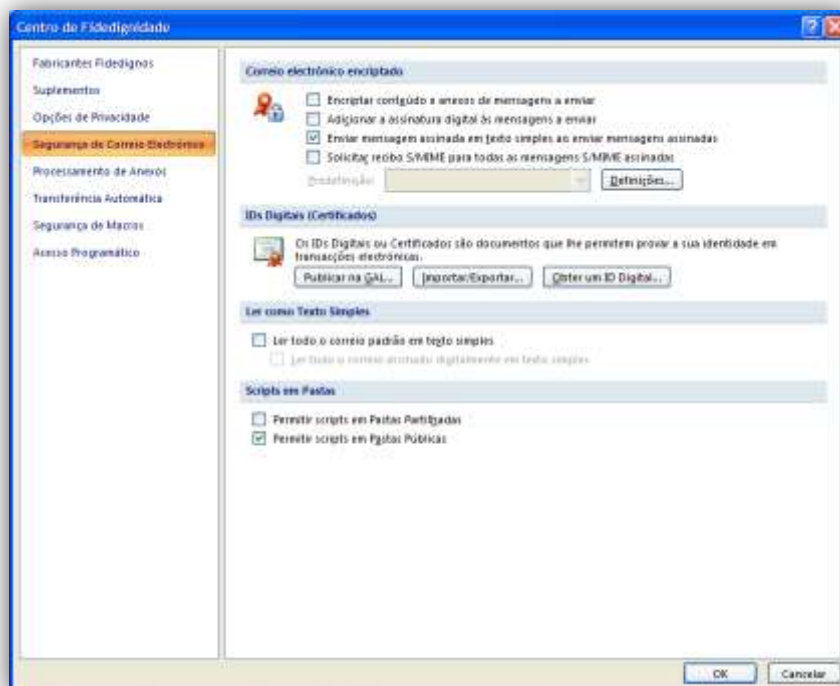 Centro de Fidedignidade
Fabricantes Fidedignos
Suplementos
Opções de Privacidade
Segurança de Correio Electrónico
Processamento de Anexos
Transferência Automática
Segurança de Macros
Acesso Programático
Correio electrónico encriptado
Encriptar conteúdo e anexos de mensagens a enviar
Adicionar a assinatura digital às mensagens a enviar
Enviar mensagem assinada em texto simples ao enviar mensagens assinadas
Solicitar recibo S/MIME para todas as mensagens S/MIME assinadas
Predefinição:
Definições...
IDs Digitais (Certificados)
Os IDs Digitais ou Certificados são documentos que lhe permitem provar a sua identidade em
transacções electrónicas.
Publicar na GAL... Importar/Exportar... Obter um ID Digital...
Ler como Texto Simples
Ler todo o correio padrão em texto simples
Ler todo o correio assinado digitalmente em texto simples
Scripts em Pastas
Permitir scripts em Pastas Partilhadas
Permitir scripts em Pastas Públicas
OK Cancelar